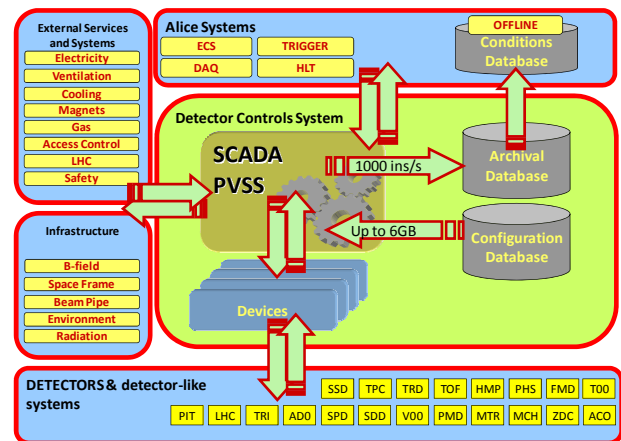 External Services
and Systems
Electricity
Ventilation
Cooling
Magnets
Gas
Access Control
LHC
Safety
Infrastructure
B-field
Space Frame
Beam Pipe
Environment
Radiation
Alice Systems
ECS
TRIGGER
DAQ
HLT
OFFLINE
Conditions
Database
Detector Controls System
SCADA
PVSS
1000 ins/s
Archival
Database
Up to 6GB
Configuration
Database
Devices
DETECTORS & detector-like
systems
SSD TPC TRD TOF HMP PHS FMD T00
PIT LHC TRI AD0 SPD SDD V00 PMD MTR MCH ZDC ACO